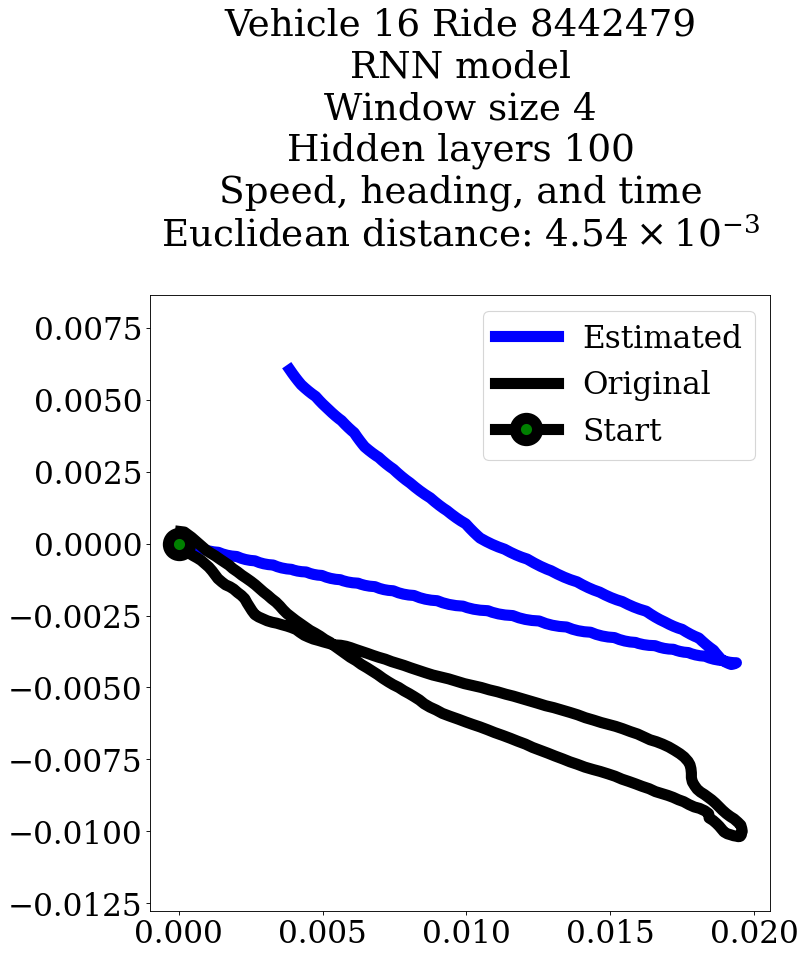 Vehicle 16 Ride 8442479
RNN model
Window size 4
Hidden layers 100
Speed, heading, and time
Euclidean distance: 4.54 × 10⁻³
Estimated
Original
Start
0.0075
0.0050
0.0025
0.0000
−0.0025
−0.0050
−0.0075
−0.0100
−0.0125
0.000 0.005 0.010 0.015 0.020